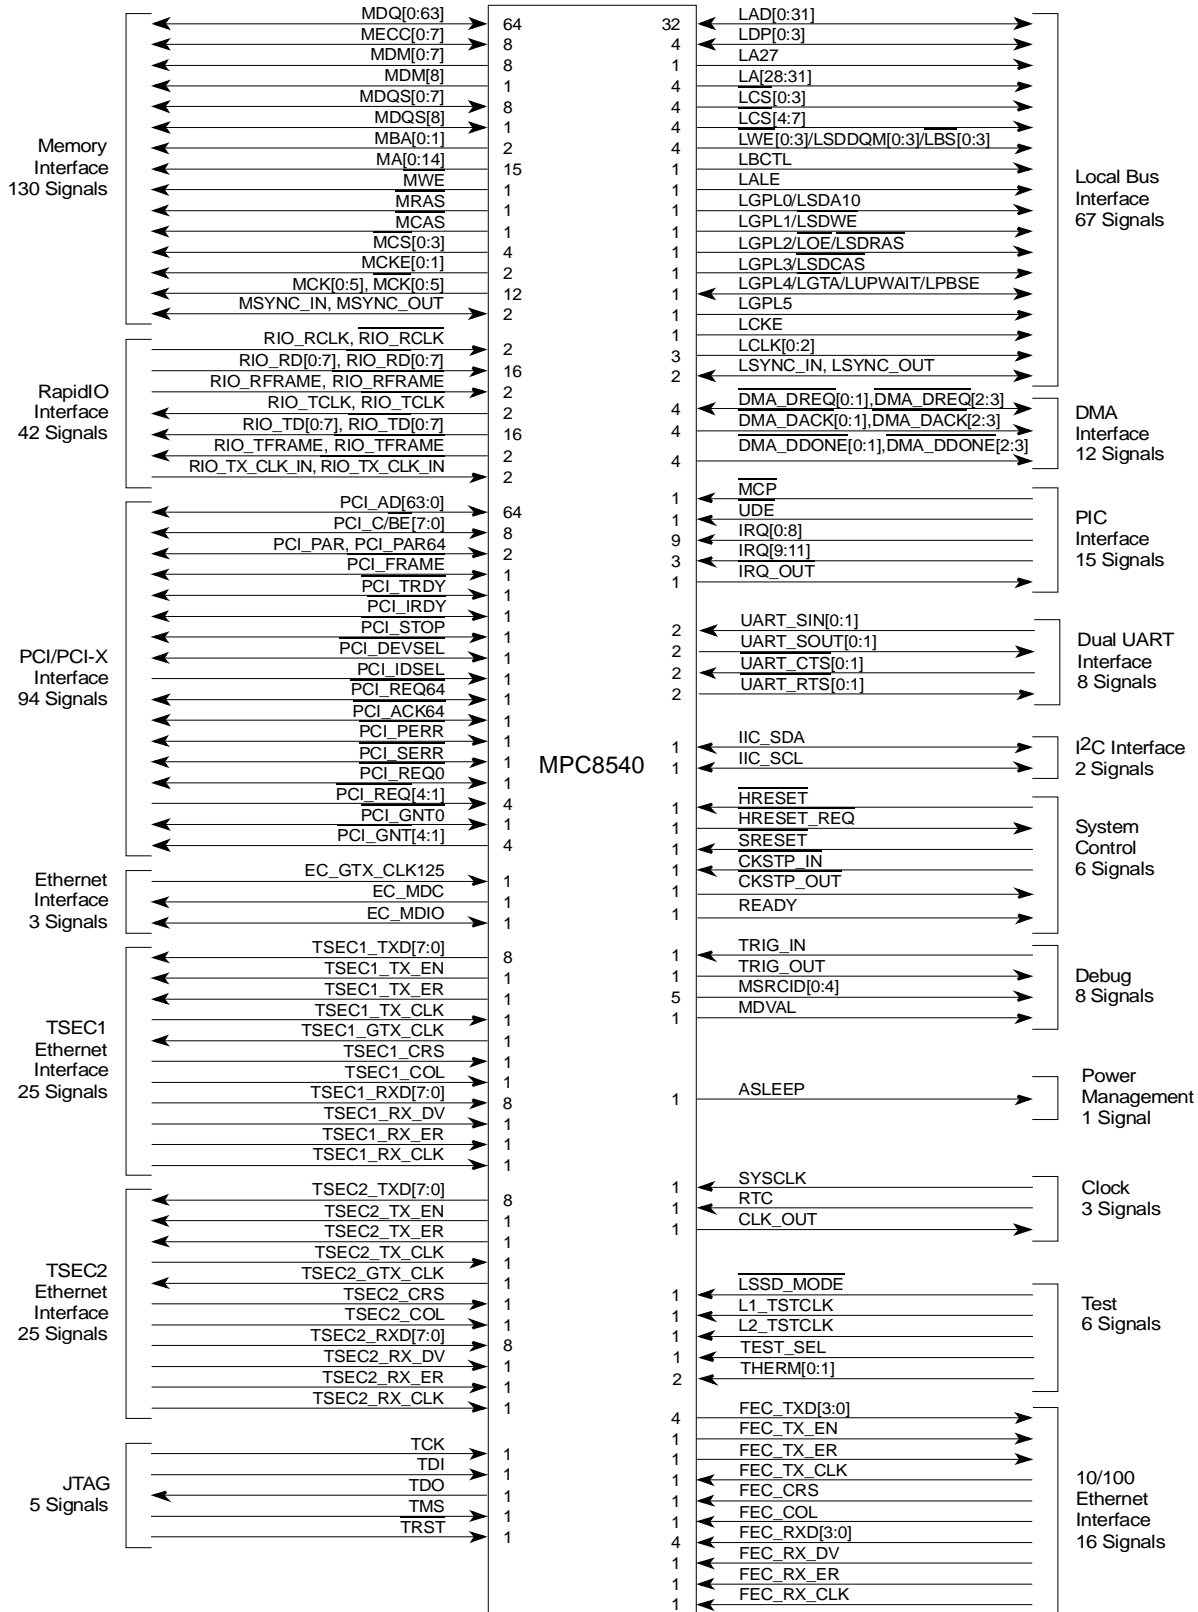 MDQ[0:63] 64
MECC[0:7] 8
MDM[0:7] 8
MDM[8] 1
MDQS[0:7] 8
MDQS[8] 1
MBA[0:1] 2
MA[0:14] 15
MWE 1
MRAS 1
MCAS 1
MCS[0:3] 4
MCKE[0:1] 2
MCK[0:5], MCK[0:5] 12
MSYNC_IN, MSYNC_OUT 2
Memory
Interface
130 Signals
RIO_RCLK, RIO_RCLK 2
RIO_RD[0:7], RIO_RD[0:7] 16
RIO_RFRAME, RIO_RFRAME 2
RIO_TCLK, RIO_TCLK 2
RIO_TD[0:7], RIO_TD[0:7] 16
RIO_TFRAME, RIO_TFRAME 2
RIO_TX_CLK_IN, RIO_TX_CLK_IN 2
RapidIO
Interface
42 Signals
PCI_AD[63:0] 64
PCI_C/BE[7:0] 8
PCI_PAR, PCI_PAR64 2
PCI_FRAME 1
PCI_TRDY 1
PCI_IRDY 1
PCI_STOP 1
PCI_DEVSEL 1
PCI_IDSEL 1
PCI_REQ64 1
PCI_ACK64 1
PCI_PERR 1
PCI_SERR 1
PCI_REQ0 1
PCI_REQ[4:1] 4
PCI_GNT0 1
PCI_GNT[4:1] 4
PCI/PCI-X
Interface
94 Signals
EC_GTX_CLK125 1
EC_MDC 1
EC_MDIO 1
Ethernet
Interface
3 Signals
TSEC1_TXD[7:0] 8
TSEC1_TX_EN 1
TSEC1_TX_ER 1
TSEC1_TX_CLK 1
TSEC1_GTX_CLK 1
TSEC1_CRS 1
TSEC1_COL 1
TSEC1_RXD[7:0] 8
TSEC1_RX_DV 1
TSEC1_RX_ER 1
TSEC1_RX_CLK 1
TSEC1
Ethernet
Interface
25 Signals
TSEC2_TXD[7:0] 8
TSEC2_TX_EN 1
TSEC2_TX_ER 1
TSEC2_TX_CLK 1
TSEC2_GTX_CLK 1
TSEC2_CRS 1
TSEC2_COL 1
TSEC2_RXD[7:0] 8
TSEC2_RX_DV 1
TSEC2_RX_ER 1
TSEC2_RX_CLK 1
TSEC2
Ethernet
Interface
25 Signals
TCK 1
TDI 1
TDO 1
TMS 1
TRST 1
JTAG
5 Signals
MPC8540
32 LAD[0:31]
4 LDP[0:3]
1 LA27
4 LA[28:31]
4 LCS[0:3]
4 LCS[4:7]
4 LWE[0:3]/LSDDQM[0:3]/LBS[0:3]
1 LBCTL
1 LALE
1 LGPL0/LSDA10
1 LGPL1/LSDWE
1 LGPL2/LOE/LSDRAS
1 LGPL3/LSDCAS
1 LGPL4/LGTA/LUPWAIT/LPBSE
1 LGPL5
1 LCKE
3 LCLK[0:2]
2 LSYNC_IN, LSYNC_OUT
Local Bus
Interface
67 Signals
4 DMA_DREQ[0:1],DMA_DREQ[2:3]
4 DMA_DACK[0:1],DMA_DACK[2:3]
4 DMA_DDONE[0:1],DMA_DDONE[2:3]
DMA
Interface
12 Signals
1 MCP
1 UDE
9 IRQ[0:8]
3 IRQ[9:11]
1 IRQ_OUT
PIC
Interface
15 Signals
2 UART_SIN[0:1]
2 UART_SOUT[0:1]
2 UART_CTS[0:1]
2 UART_RTS[0:1]
Dual UART
Interface
8 Signals
1 IIC_SDA
1 IIC_SCL
I2C Interface
2 Signals
1 HRESET
1 HRESET_REQ
1 SRESET
1 CKSTP_IN
1 CKSTP_OUT
1 READY
System
Control
6 Signals
1 TRIG_IN
1 TRIG_OUT
5 MSRCID[0:4]
1 MDVAL
Debug
8 Signals
1 ASLEEP
Power
Management
1 Signal
1 SYSCLK
1 RTC
1 CLK_OUT
Clock
3 Signals
1 LSSD_MODE
1 L1_TSTCLK
1 L2_TSTCLK
1 TEST_SEL
2 THERM[0:1]
Test
6 Signals
4 FEC_TXD[3:0]
1 FEC_TX_EN
1 FEC_TX_ER
1 FEC_TX_CLK
1 FEC_CRS
1 FEC_COL
4 FEC_RXD[3:0]
1 FEC_RX_DV
1 FEC_RX_ER
1 FEC_RX_CLK
10/100
Ethernet
Interface
16 Signals